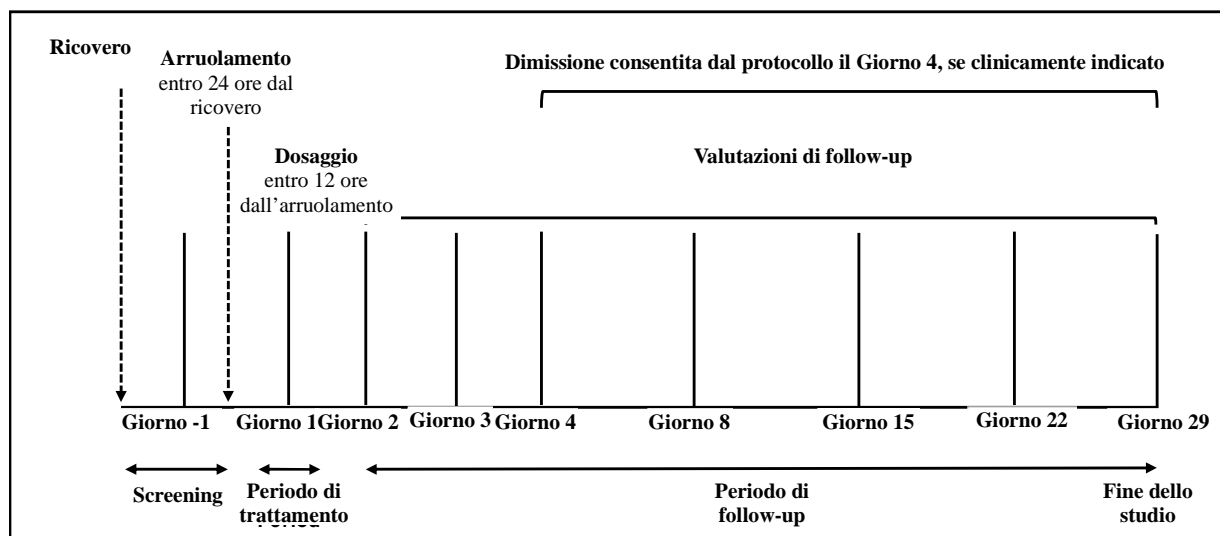 Ricovero
Arruolamento
entro 24 ore dal
ricovero
Dimissione consentita dal protocollo il Giorno 4, se clinicamente indicato
Dosaggio
entro 12 ore
dall’arruolamento
Valutazioni di follow-up
Giorno -1
Giorno 1
Giorno 2
Giorno 3
Giorno 4
Giorno 8
Giorno 15
Giorno 22
Giorno 29
Screening
Periodo di
trattamento
Periodo di
follow-up
Fine dello
studio